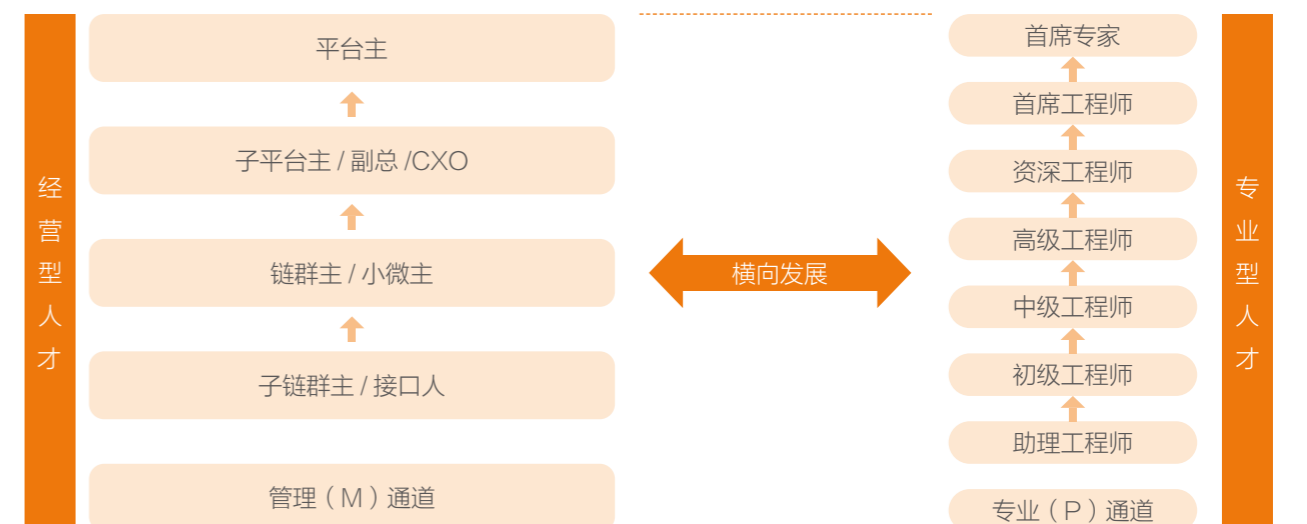 经营型人才
平台主
子平台主 / 副总 /CXO
链群主 / 小微主
子链群主 / 接口人
管理（M）通道
横向发展
首席专家
首席工程师
资深工程师
高级工程师
中级工程师
初级工程师
助理工程师
专业（P）通道
专业型人才